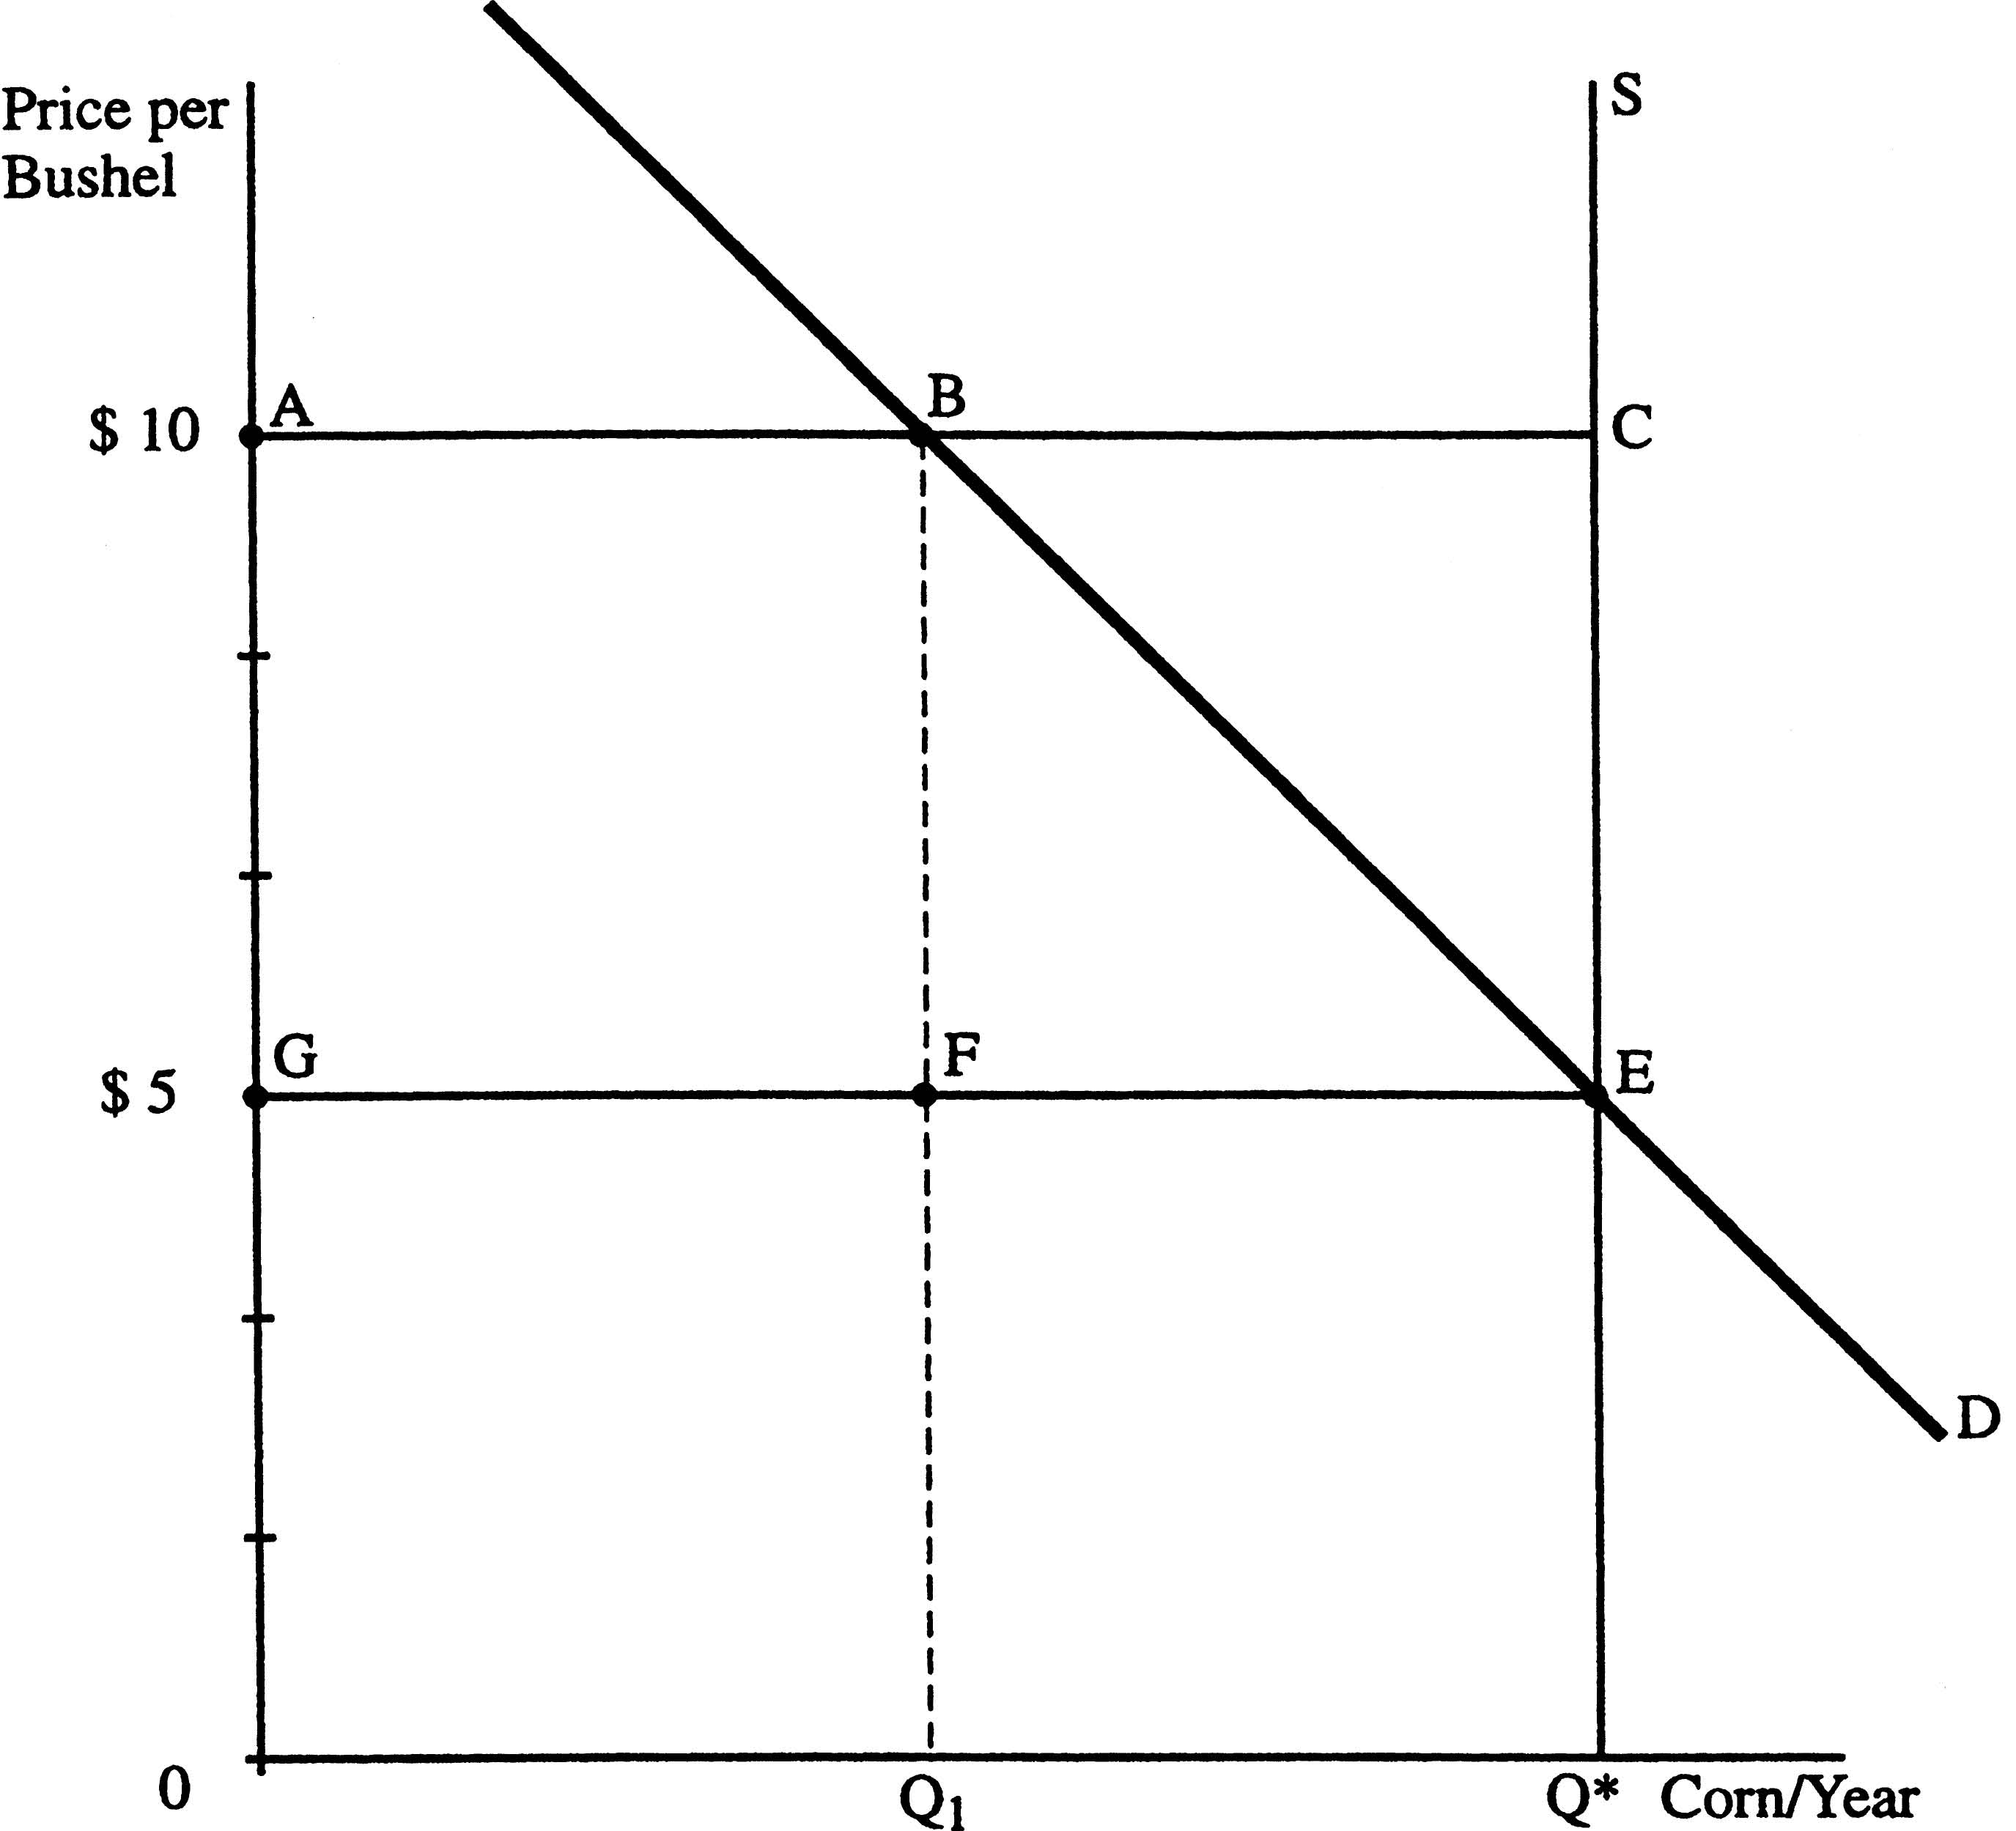 Price per
Bushel
S
$ 10
A
B
C
$ 5
G
F
E
D
0
Q1
Q*
Corn/Year